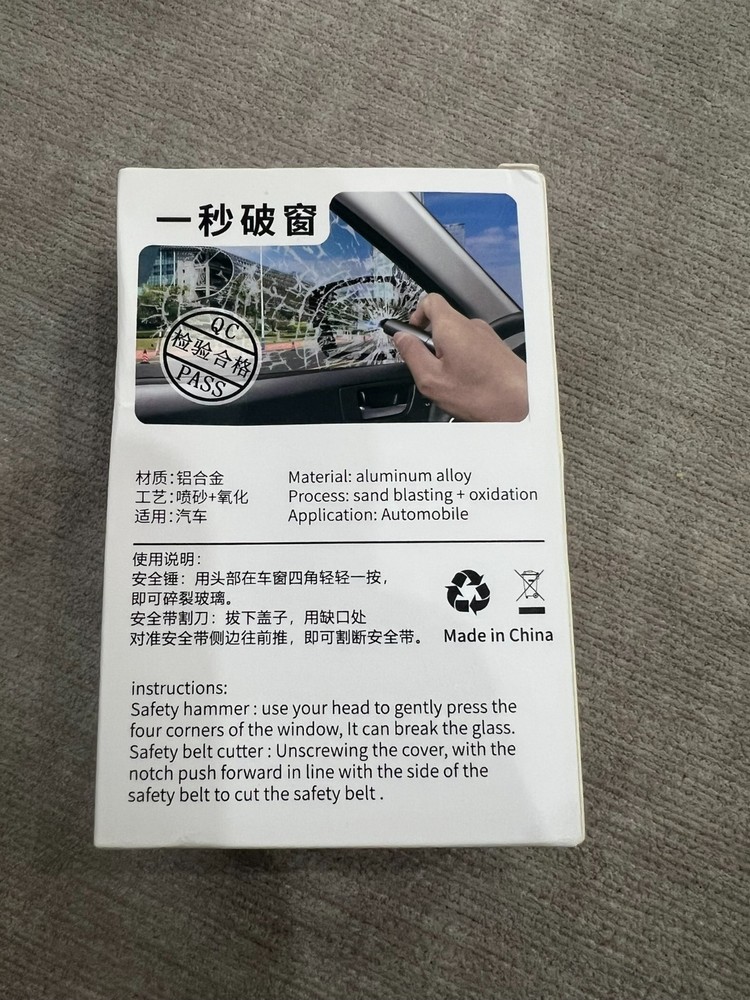 一秒破窗
QC
检验合格
PASS
材质:铝合金
工艺:喷砂+氧化
适用:汽车
Material: aluminum alloy
Process: sand blasting + oxidation
Application: Automobile
使用说明:
安全锤: 用头部在车窗四角轻轻一按,
即可碎裂玻璃。
安全带割刀: 拔下盖子, 用缺口处
对准安全带侧边往前推, 即可割断安全带。
Made in China
instructions:
Safety hammer : use your head to gently press the
four corners of the window, It can break the glass.
Safety belt cutter : Unscrewing the cover, with the
notch push forward in line with the side of the
safety belt to cut the safety belt .